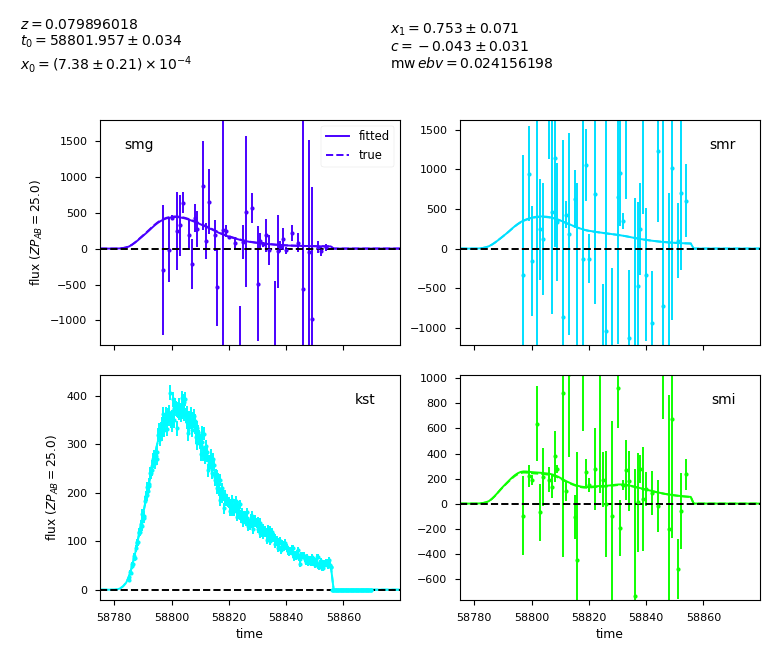 z = 0.079896018
t₀ = 58801.957 ± 0.034
x₀ = (7.38 ± 0.21) × 10⁻⁴
x₁ = 0.753 ± 0.071
c = −0.043 ± 0.031
mw ebv = 0.024156198
smg
fitted
true
1500
1000
500
0
−500
−1000
flux (ZP_AB = 25.0)
smr
1500
1000
500
0
−500
−1000
kst
400
300
200
100
0
flux (ZP_AB = 25.0)
58780 58800 58820 58840 58860
time
smi
1000
800
600
400
200
0
−200
−400
−600
58780 58800 58820 58840 58860
time